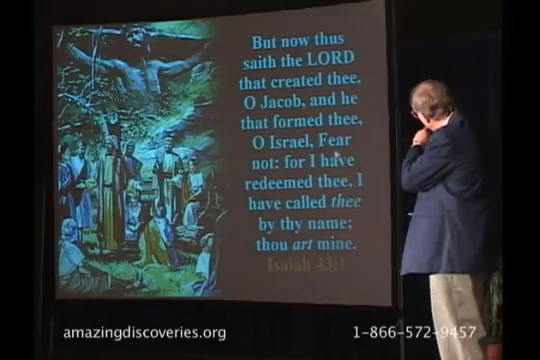 But now thus
saith the LORD
that created thee,
O Jacob, and he
that formed thee,
O Israel, Fear
not: for I have
redeemed thee, I
have called thee
by thy name;
thou art mine.
Isaiah 43:1
amazingdiscoveries.org
1-866-572-9457